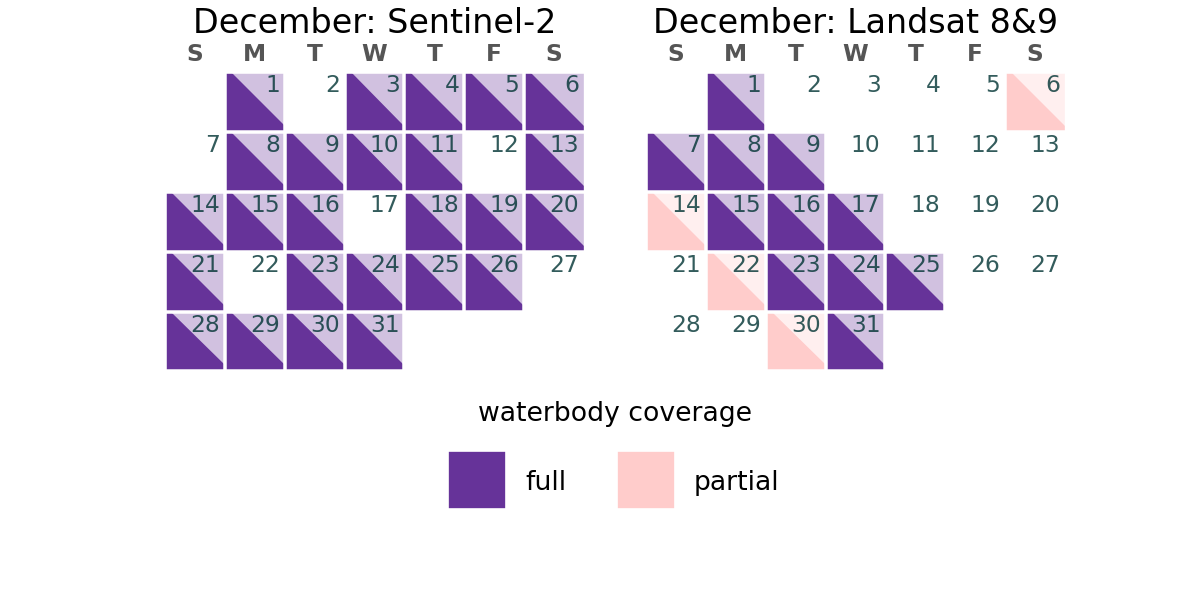 December: Sentinel-2
S M T W T F S
1 2 3 4 5 6
7 8 9 10 11 12 13
14 15 16 17 18 19 20
21 22 23 24 25 26 27
28 29 30 31
December: Landsat 8&9
S M T W T F S
1 2 3 4 5 6
7 8 9 10 11 12 13
14 15 16 17 18 19 20
21 22 23 24 25 26 27
28 29 30 31
waterbody coverage
full partial